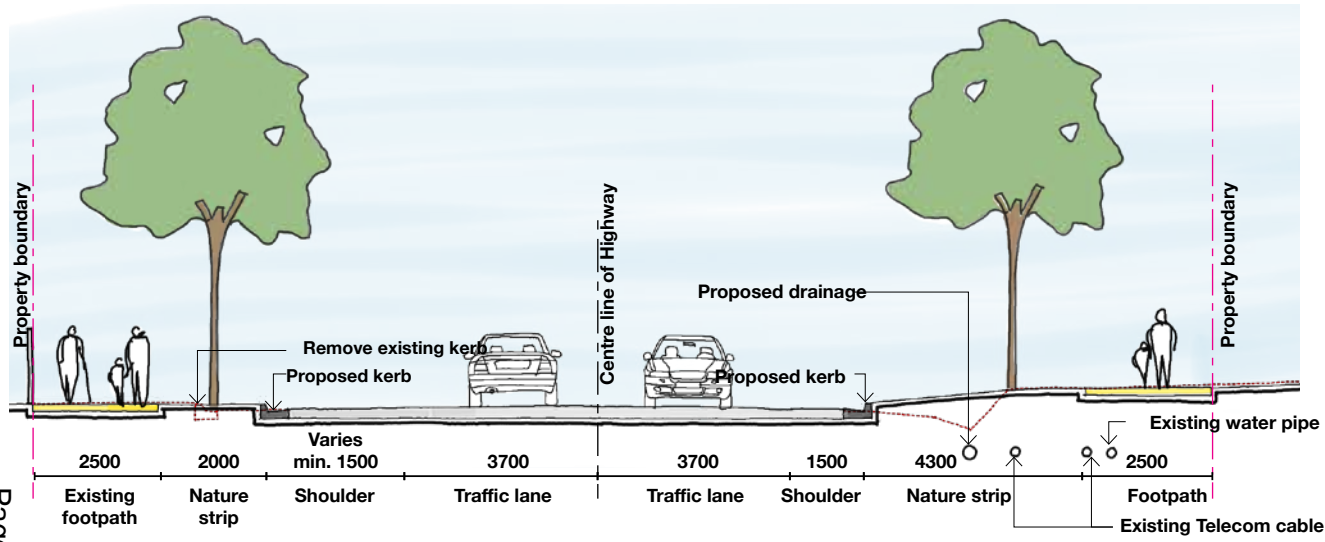 Property boundary
Centre line of Highway
Property boundary
Proposed drainage
Remove existing kerb
Proposed kerb
Proposed kerb
Existing water pipe
Varies
2500
2000
min. 1500
3700
3700
1500
4300
2500
Existing footpath
Nature strip
Shoulder
Traffic lane
Traffic lane
Shoulder
Nature strip
Footpath
Existing Telecom cable